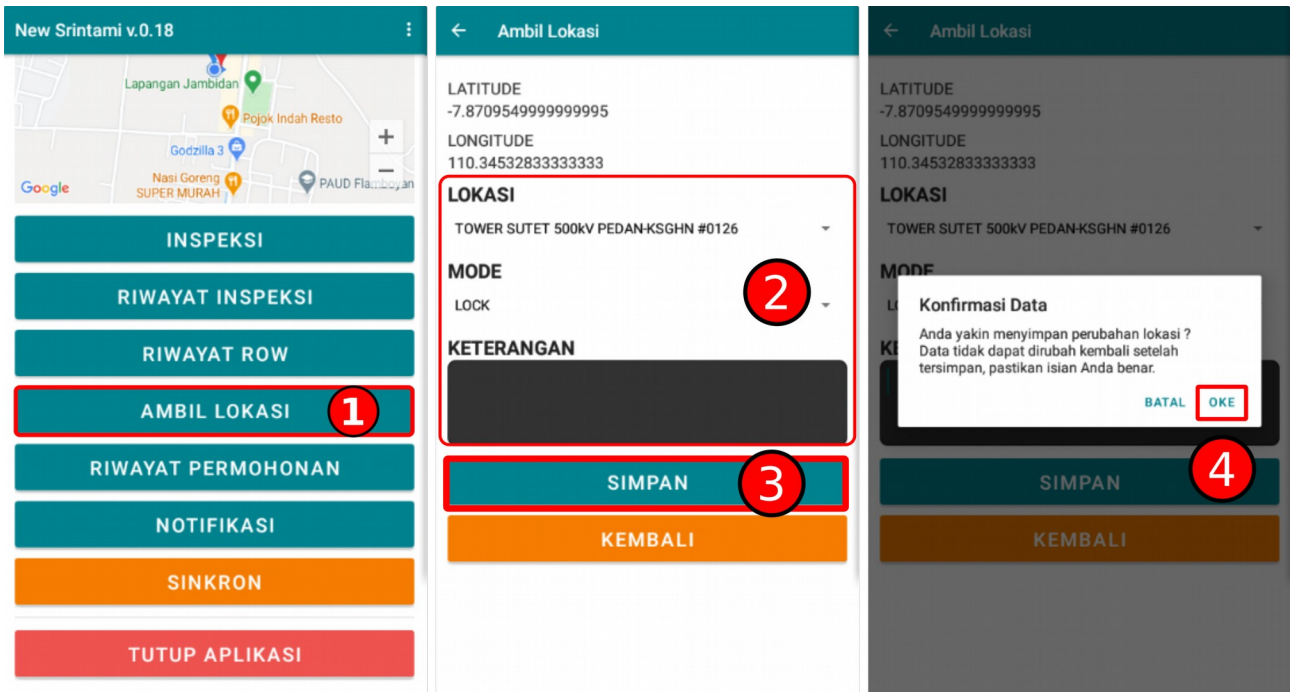 New Srintami v.0.18
Lapangan Jambidan
Pojok Indah Resto
Godzilla 3
Nasi Goreng
SUPER MURAH
PAUD Flamboyan
Google
+
−
INSPEKSI
RIWAYAT INSPEKSI
RIWAYAT ROW
AMBIL LOKASI
1
RIWAYAT PERMOHONAN
NOTIFIKASI
SINKRON
TUTUP APLIKASI
Ambil Lokasi
LATITUDE
-7.8709549999999995
LONGITUDE
110.34532833333333
LOKASI
TOWER SUTET 500kV PEDAN-KSGHN #0126
MODE
LOCK
2
KETERANGAN
SIMPAN
3
KEMBALI
Ambil Lokasi
LATITUDE
-7.8709549999999995
LONGITUDE
110.34532833333333
LOKASI
TOWER SUTET 500kV PEDAN-KSGHN #0126
MODE
LO
Konfirmasi Data
Anda yakin menyimpan perubahan lokasi ?
Data tidak dapat dirubah kembali setelah
tersimpan, pastikan isian Anda benar.
KE
BATAL OKE
4
SIMPAN
KEMBALI